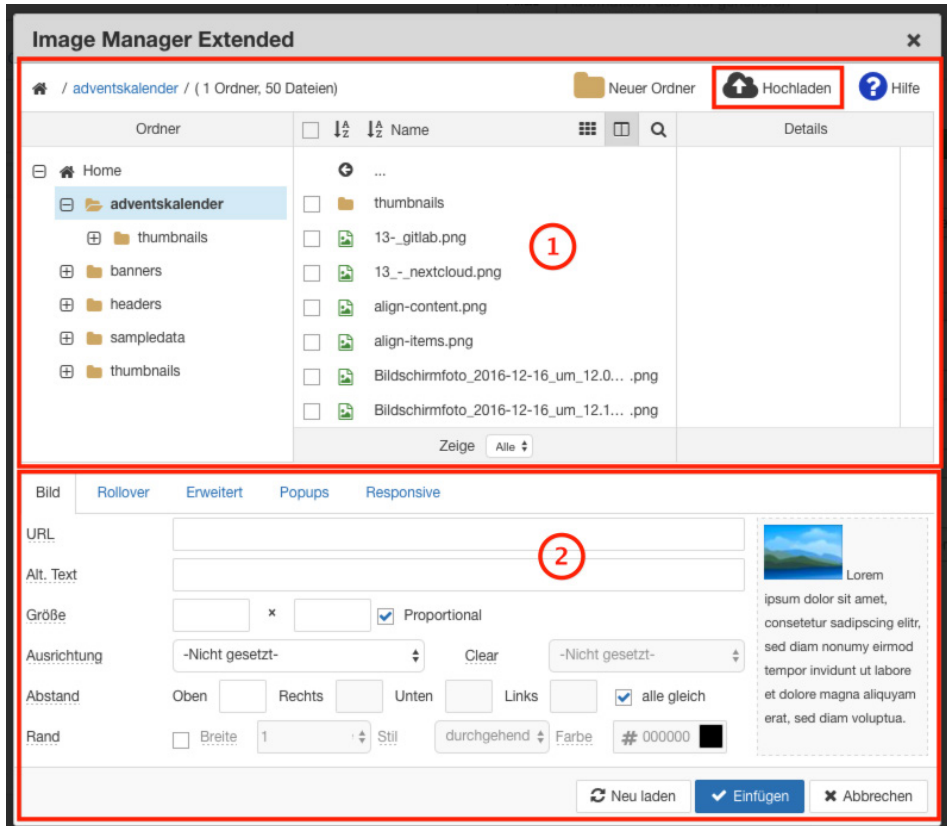 Image Manager Extended
/ adventskalender / ( 1 Ordner, 50 Dateien)
Neuer Ordner
Hochladen
Hilfe
Ordner
Name
Details
Home
adventskalender
thumbnails
banners
headers
sampledata
thumbnails
...
thumbnails
13-_gitlab.png
13_-_nextcloud.png
align-content.png
align-items.png
Bildschirmfoto_2016-12-16_um_12.0... .png
Bildschirmfoto_2016-12-16_um_12.1... .png
1
Zeige Alle
Bild Rollover Erweitert Popups Responsive
URL
2
Alt. Text
Größe × Proportional
Ausrichtung -Nicht gesetzt- Clear -Nicht gesetzt-
Abstand Oben Rechts Unten Links alle gleich
Rand Breite 1 Stil durchgehend Farbe # 000000
Lorem
ipsum dolor sit amet,
consetetur sadipscing elitr,
sed diam nonumy eirmod
tempor invidunt ut labore
et dolore magna aliquyam
erat, sed diam voluptua.
Neu laden Einfügen Abbrechen